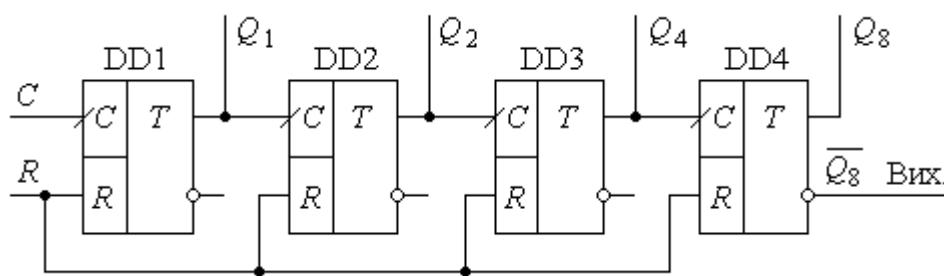 Q₁ Q₂ Q₄ Q₈
DD1 DD2 DD3 DD4
C C T C T C T C T
R R R R R Q̅₈ Вих.